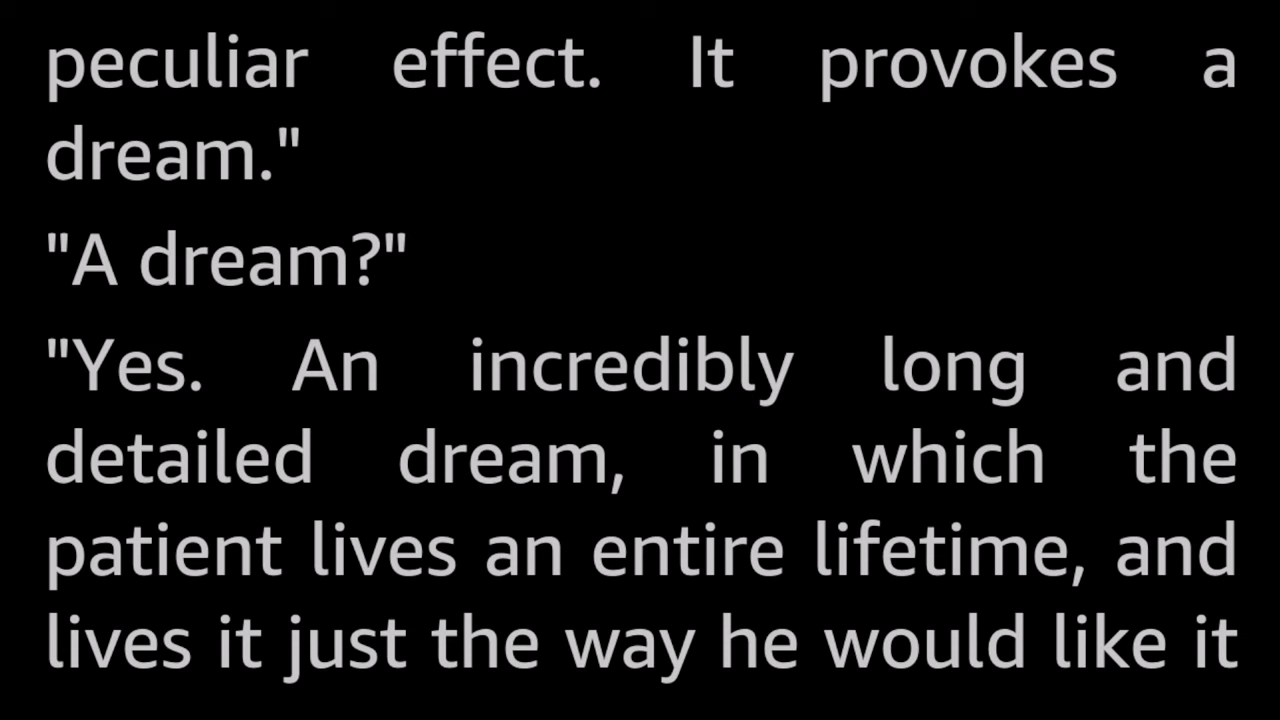 peculiar effect. It provokes a
dream."
"A dream?"
"Yes. An incredibly long and
detailed dream, in which the
patient lives an entire lifetime, and
lives it just the way he would like it